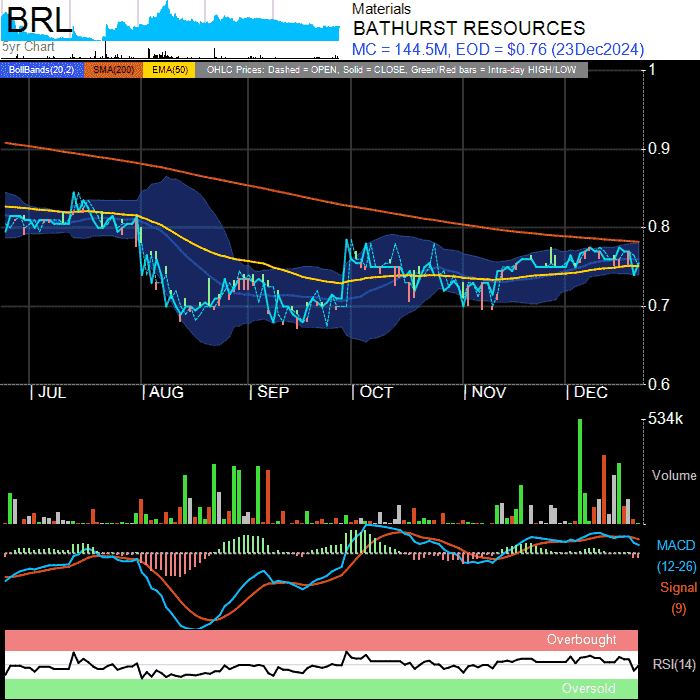 BRL
5yr Chart
Materials
BATHURST RESOURCES
MC = 144.5M, EOD = $0.76 (23Dec2024)
BollBands(20,2) SMA(200) EMA(50) OHLC Prices: Dashed = OPEN, Solid = CLOSE, Green/Red bars = Intra-day HIGH/LOW
1
0.9
0.8
0.7
0.6
JUL AUG SEP OCT NOV DEC
534k
Volume
MACD
(12-26)
Signal
(9)
Overbought
RSI(14)
Oversold